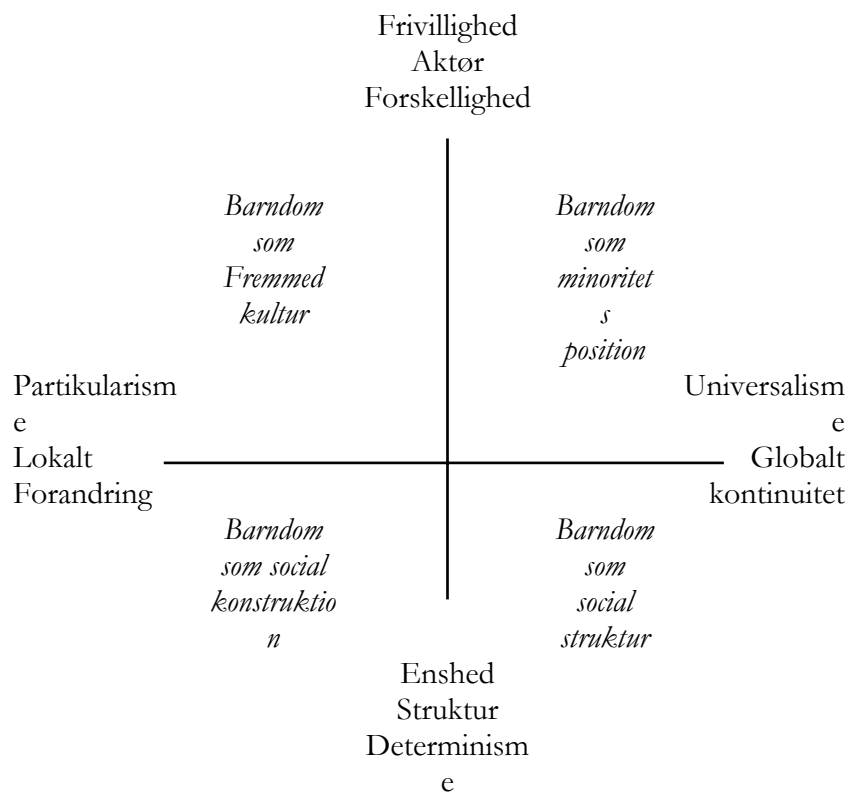 Frivillighed
Aktør
Forskellighed
Barndom
som
Fremmed
kultur
Barndom
som
minoritet
s
position
Partikularism
e
Lokalt
Forandring
Universalism
e
Globalt
kontinuitet
Barndom
som social
konstruktio
n
Barndom
som
social
struktur
Enshed
Struktur
Determinism
e